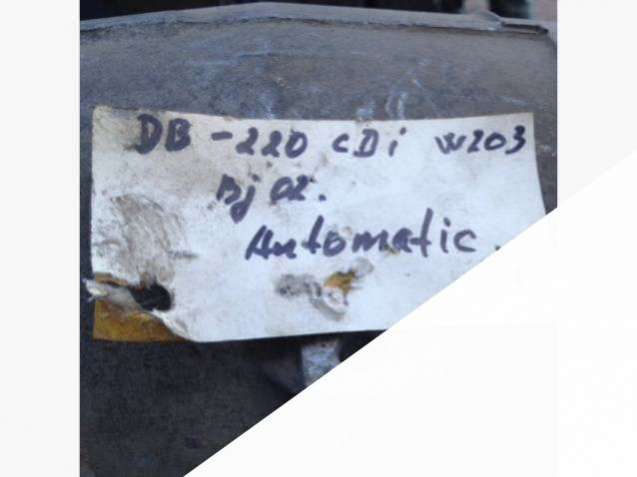 DB - 220 CDi W203
Bj 02.
Automatic.